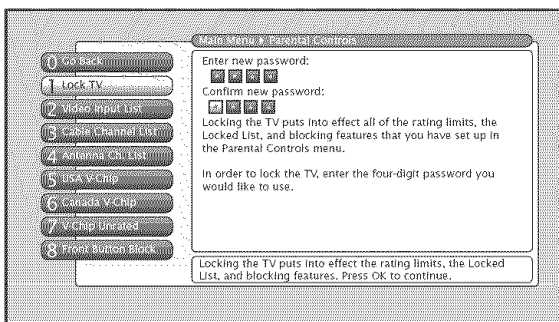 Main Menu ▸ Parental Controls
0 Go Back
1 Lock TV
2 Video Input List
3 Cable Channel List
4 Antenna Ch. List
5 USA V-Chip
6 Canada V-Chip
7 V-Chip Unrated
8 Front Button Block
Enter new password:
Confirm new password:
Locking the TV puts into effect all of the rating limits, the
Locked List, and blocking features that you have set up in
the Parental Controls menu.
In order to lock the TV, enter the four-digit password you
would like to use.
Locking the TV puts into effect the rating limits, the Locked
List, and blocking features. Press OK to continue.